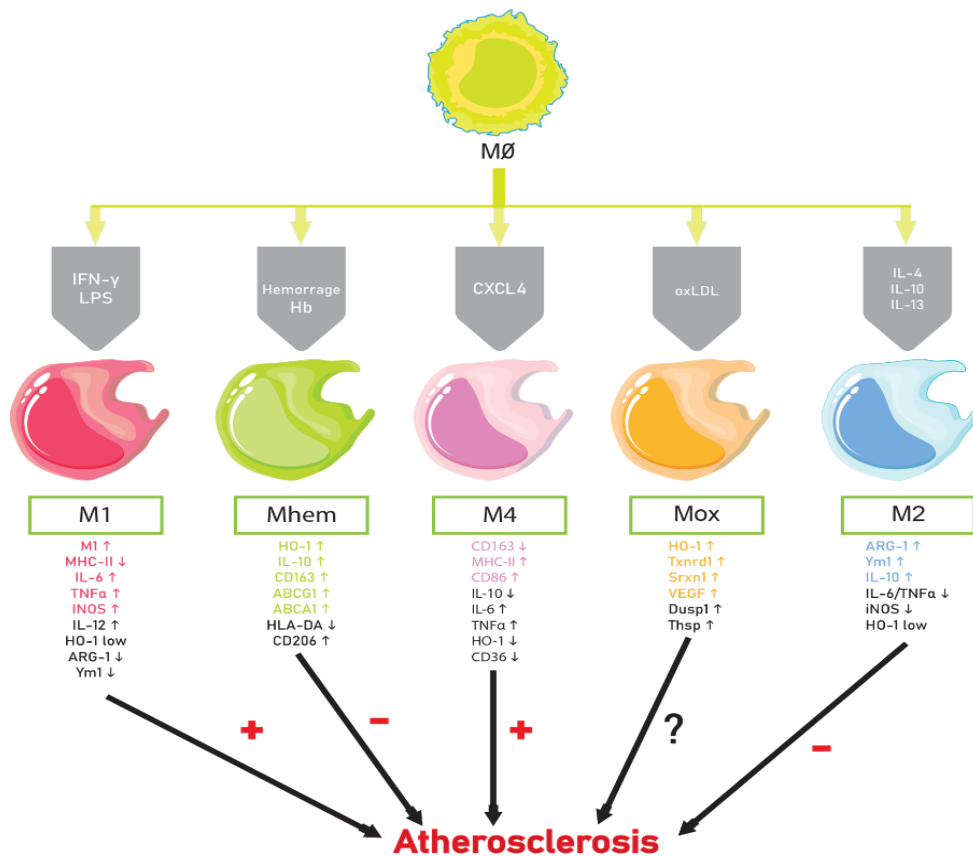 MØ
IFN-γ
LPS
Hemorrage
Hb
CXCL4
oxLDL
IL-4
IL-10
IL-13
M1
M1 ↑
MHC-II ↓
IL-6 ↑
TNFα ↑
INOS ↑
IL-12 ↑
HO-1 low
ARG-1 ↓
Ym1 ↓
Mhem
HO-1 ↑
IL-10 ↑
CD163 ↑
ABCG1 ↑
ABCA1 ↑
HLA-DA ↓
CD206 ↑
M4
CD163 ↓
MHC-II ↑
CD86 ↑
IL-10 ↓
IL-6 ↑
TNFα ↑
HO-1 ↓
CD36 ↓
Mox
HO-1 ↑
Txnrd1 ↑
Srxn1 ↑
VEGF ↑
Dusp1 ↑
Thsp ↑
M2
ARG-1 ↑
Ym1 ↑
IL-10 ↑
IL-6/TNFα ↓
iNOS ↓
HO-1 low
+
–
+
?
–
Atherosclerosis